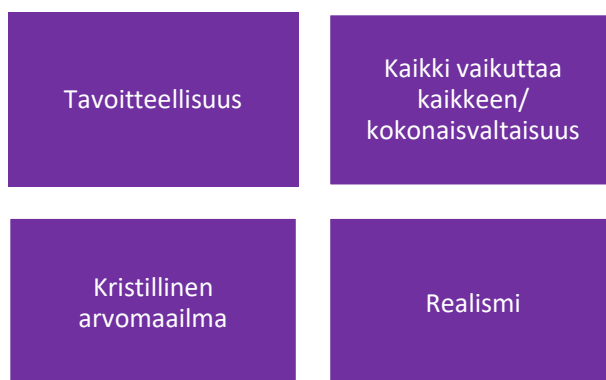 Tavoitteellisuus
Kaikki vaikuttaa
kaikkeen/
kokonaisvaltaisuus
Kristillinen
arvomaailma
Realismi